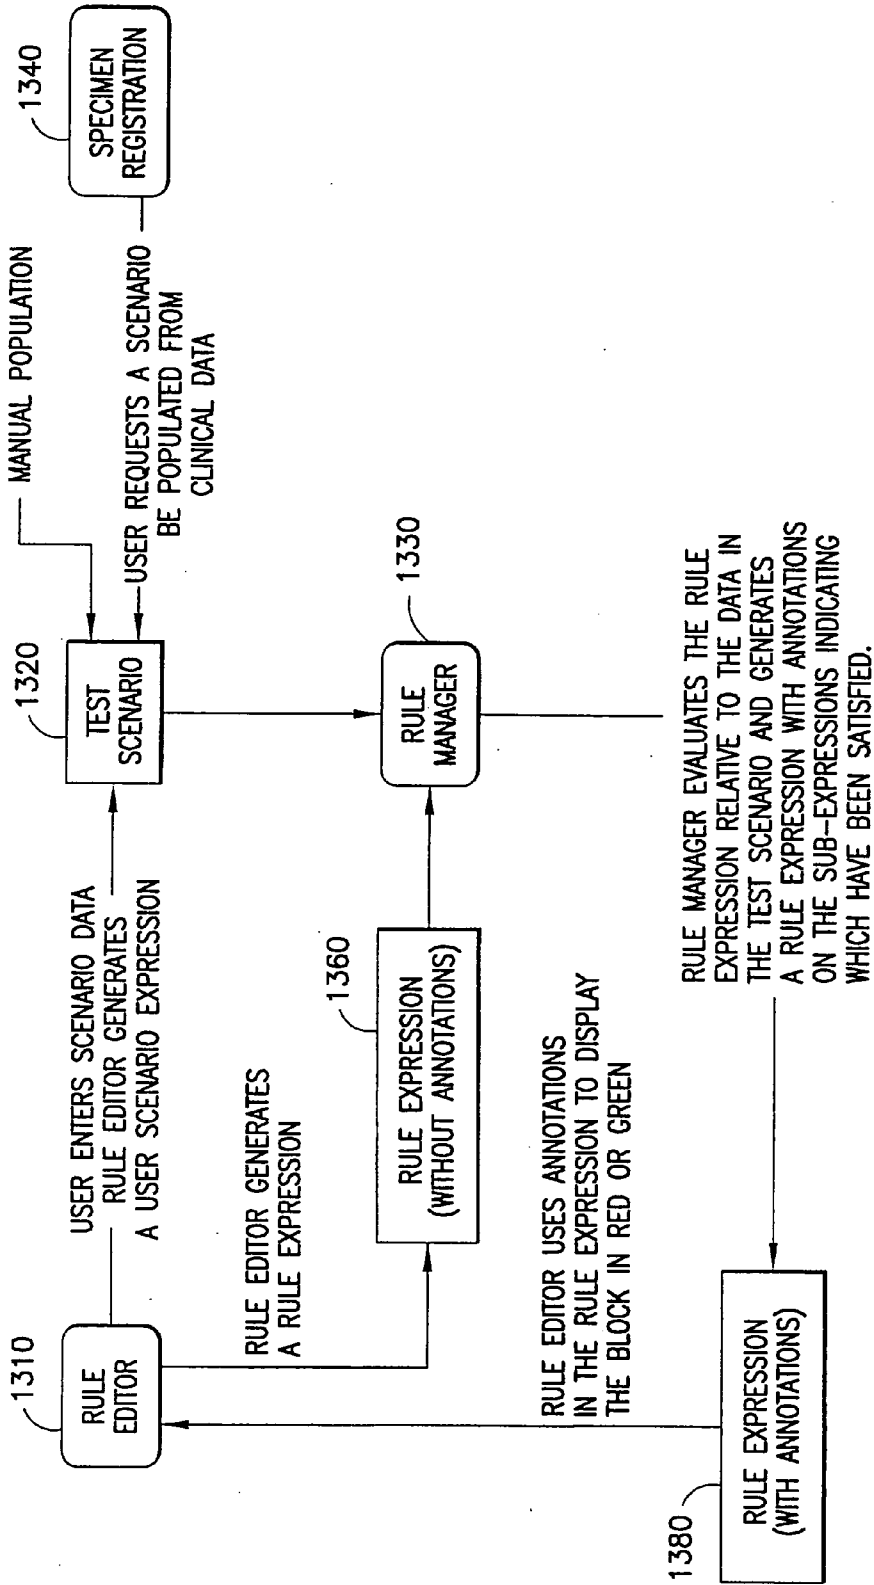 1310
RULE
EDITOR
USER ENTERS SCENARIO DATA
RULE EDITOR GENERATES
A USER SCENARIO EXPRESSION
1320
TEST
SCENARIO
MANUAL POPULATION
USER REQUESTS A SCENARIO
BE POPULATED FROM
CLINICAL DATA
1340
SPECIMEN
REGISTRATION
RULE EDITOR GENERATES
A RULE EXPRESSION
1360
RULE EXPRESSION
(WITHOUT ANNOTATIONS)
1330
RULE
MANAGER
RULE EDITOR USES ANNOTATIONS
IN THE RULE EXPRESSION TO DISPLAY
THE BLOCK IN RED OR GREEN
RULE MANAGER EVALUATES THE RULE
EXPRESSION RELATIVE TO THE DATA IN
THE TEST SCENARIO AND GENERATES
A RULE EXPRESSION WITH ANNOTATIONS
ON THE SUB-EXPRESSIONS INDICATING
WHICH HAVE BEEN SATISFIED.
1380
RULE EXPRESSION
(WITH ANNOTATIONS)